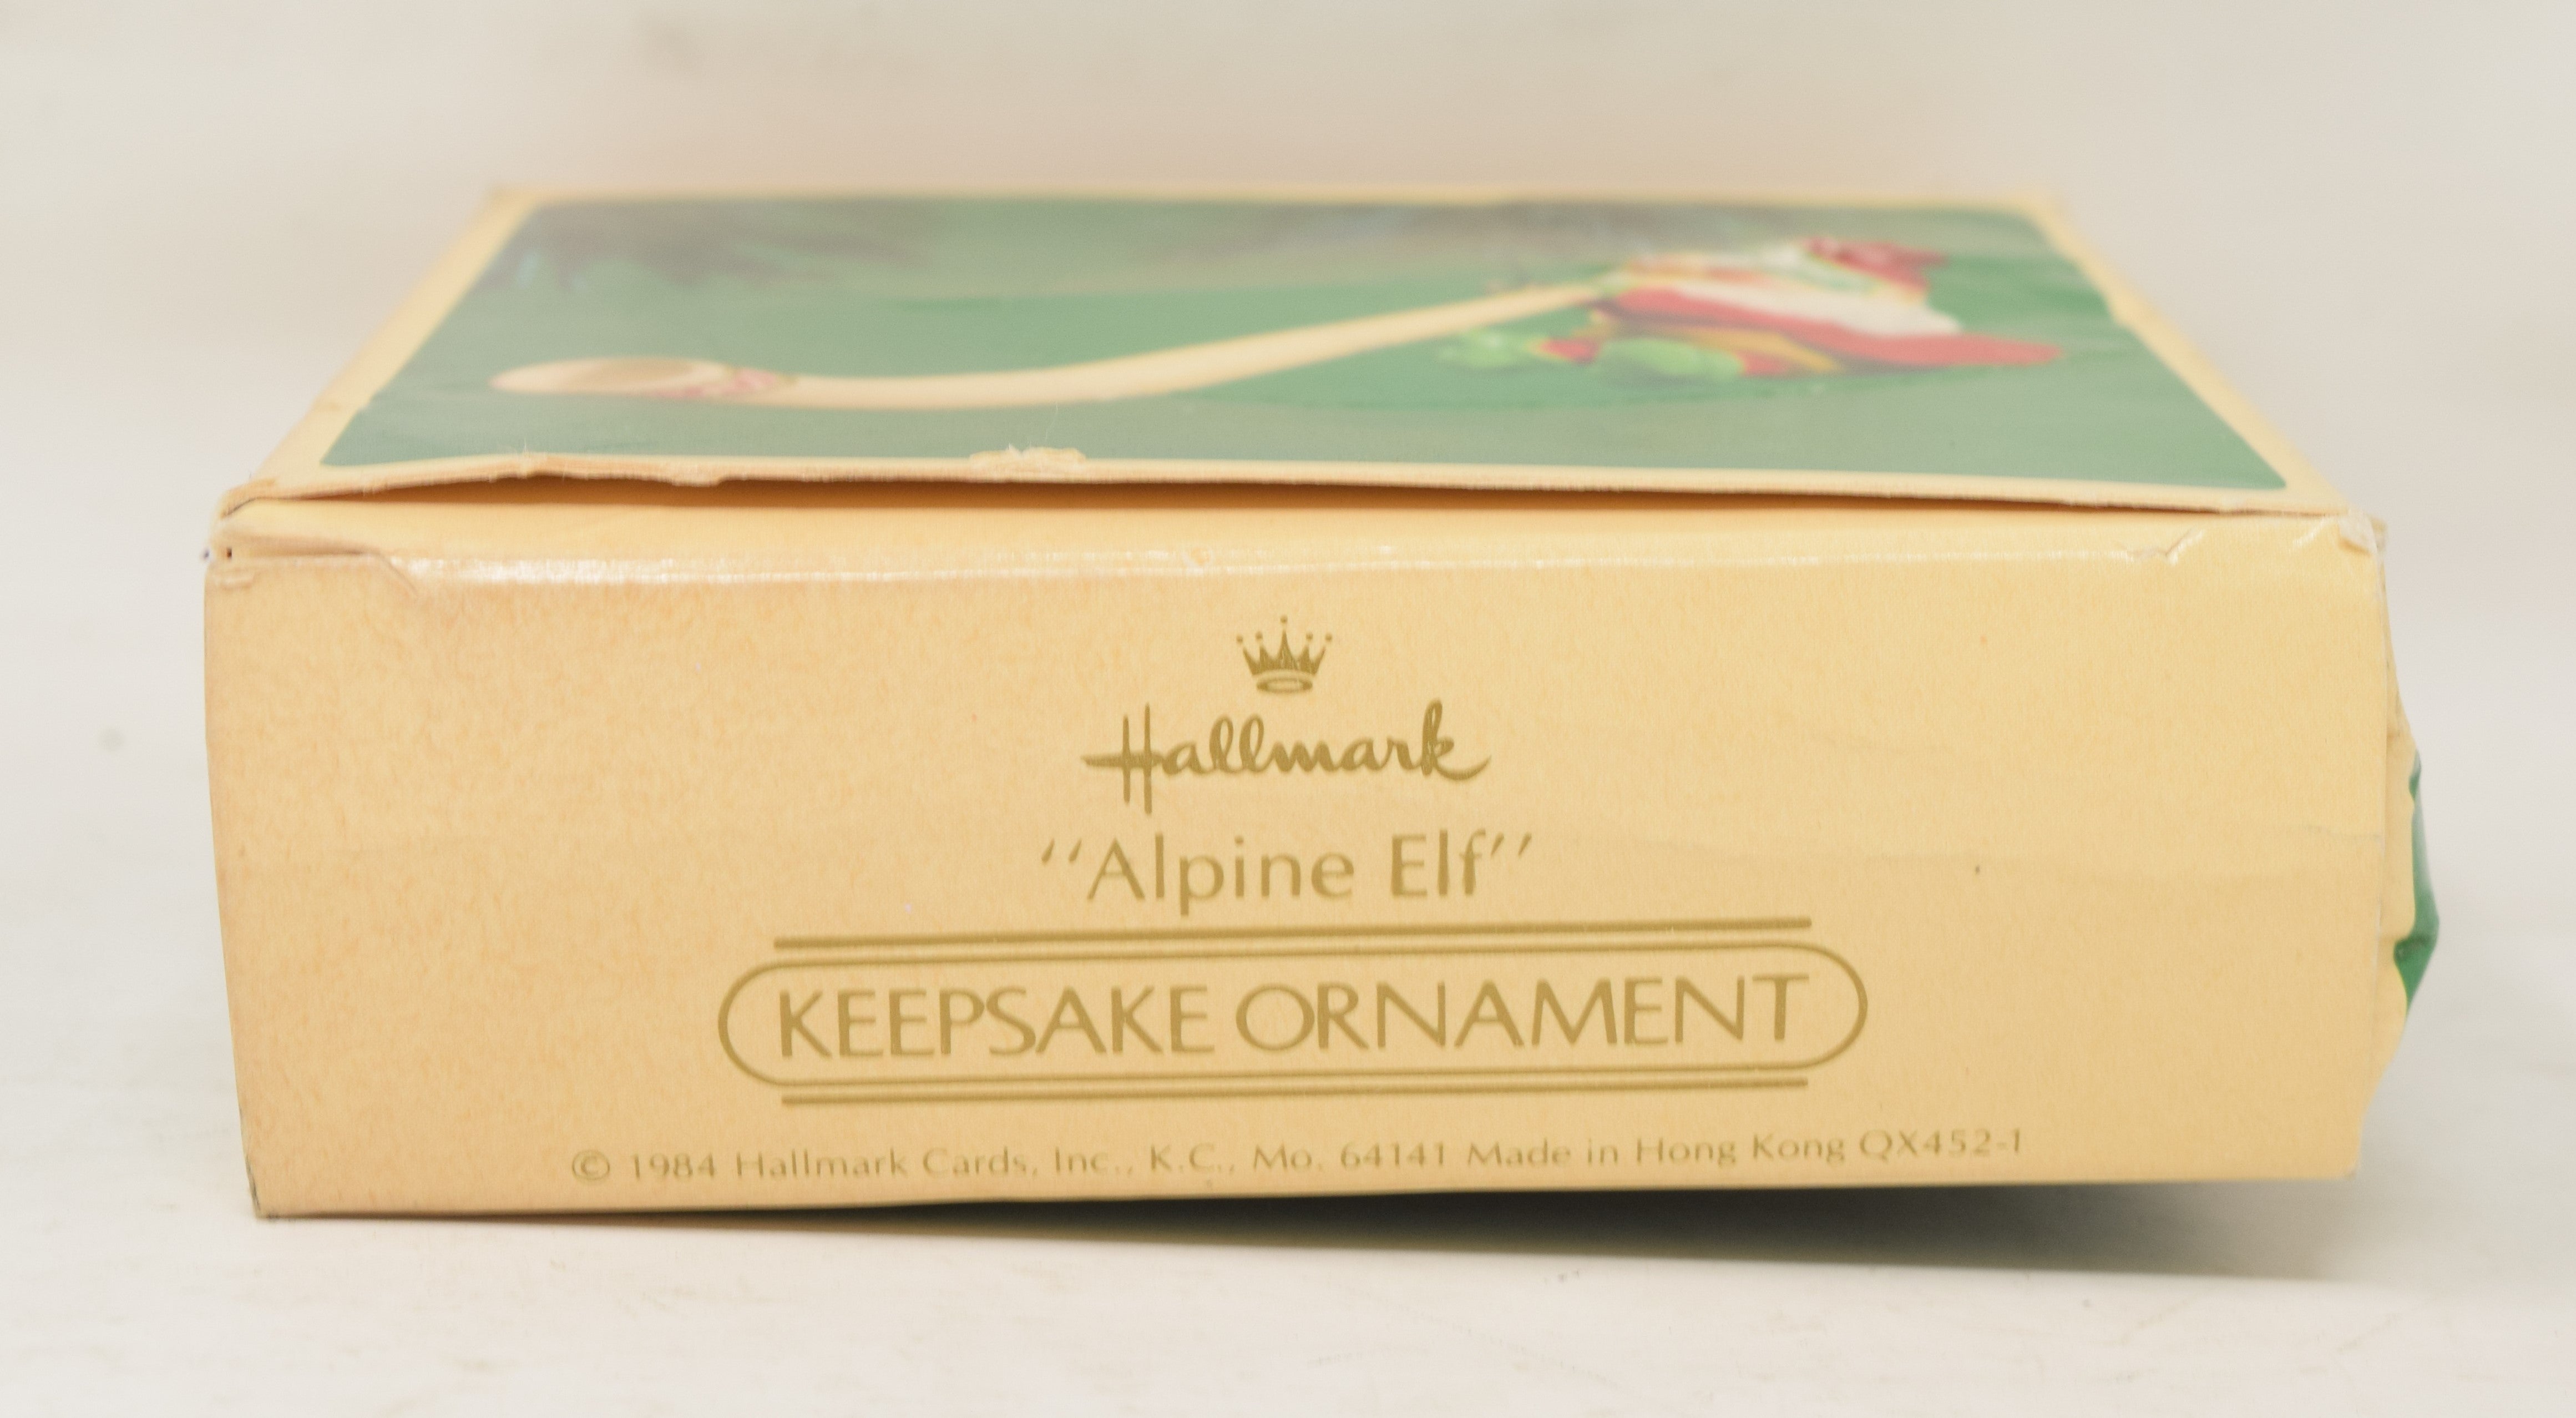 Hallmark
"Alpine Elf"
KEEPSAKE ORNAMENT
© 1984 Hallmark Cards, Inc., K.C., Mo. 64141 Made in Hong Kong QX452-1